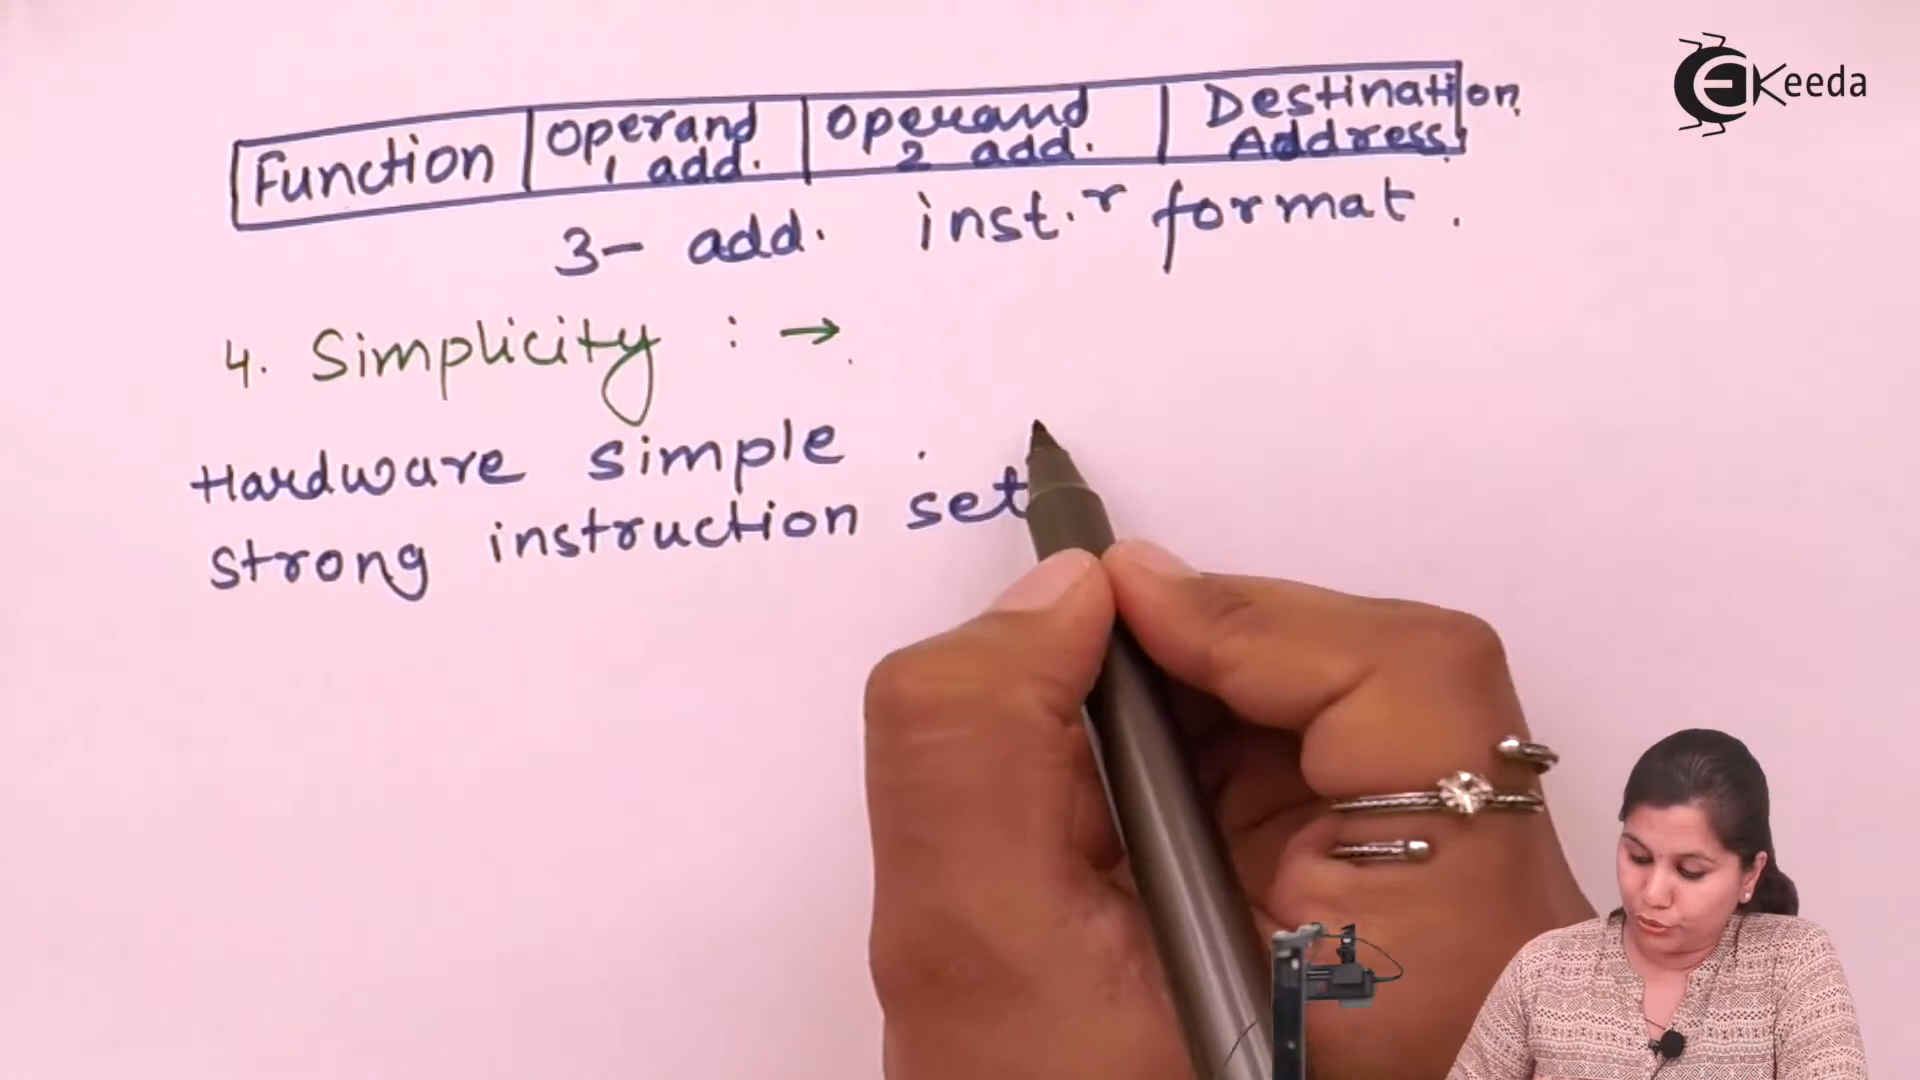 EKeeda
Function | Operand 1 add. | Operand 2 add. | Destination Address
3- add. inst.r format.
4. Simplicity : →
Hardware simple .
strong instruction set